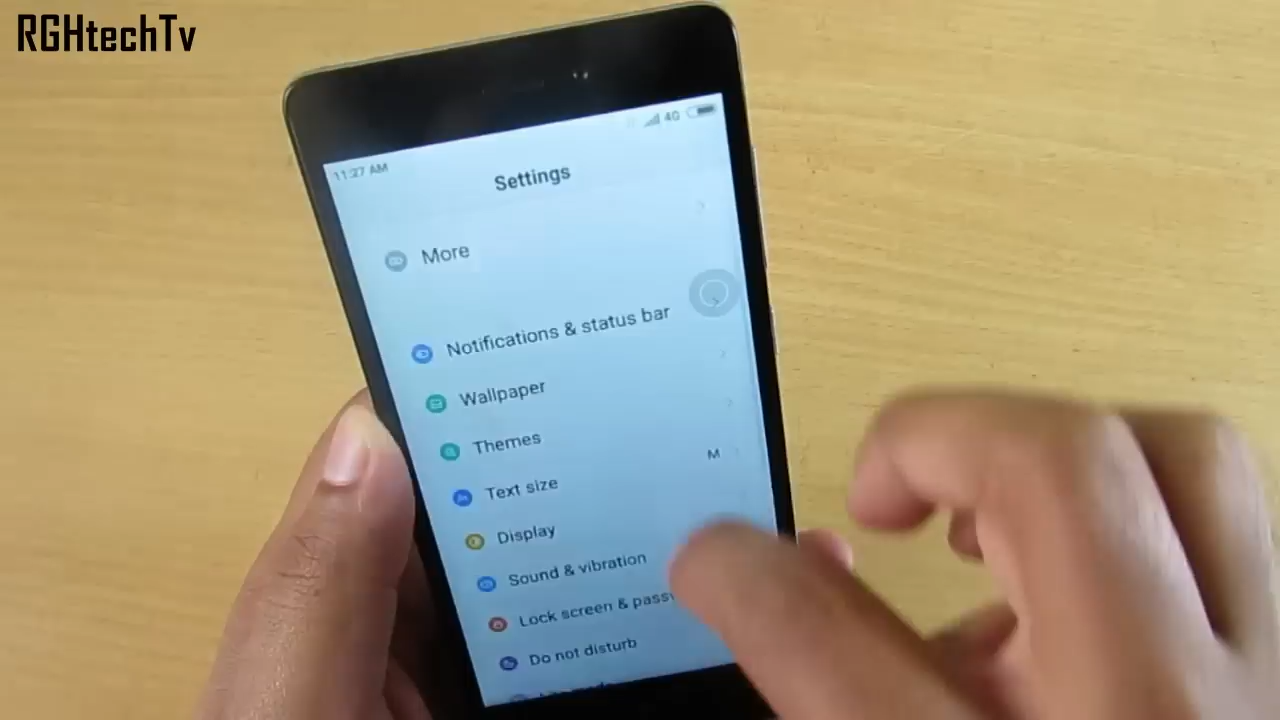 RGHtechTv
11:27 AM
4G
Settings
More
Notifications & status bar
Wallpaper
Themes
Text size
M
Display
Sound & vibration
Lock screen &
Do not disturb